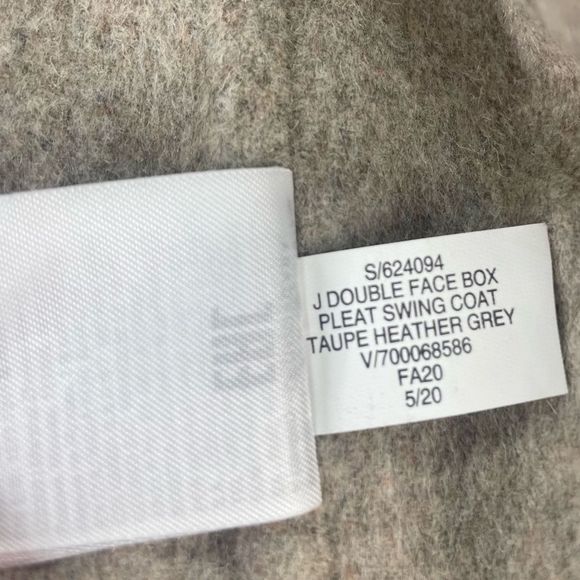 S/624094
J DOUBLE FACE BOX
PLEAT SWING COAT
TAUPE HEATHER GREY
V/700068586
FA20
5/20